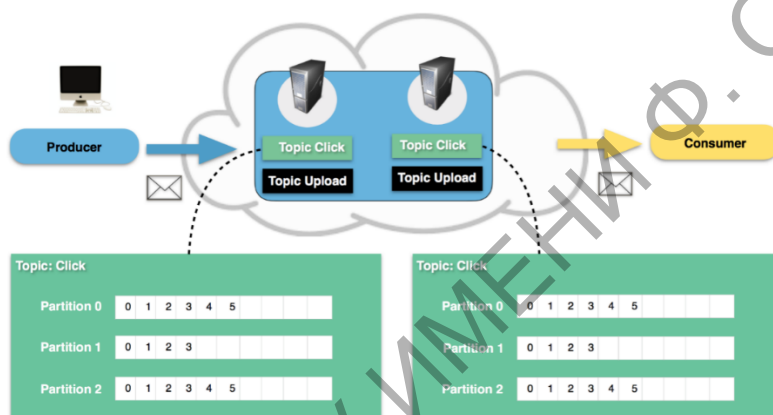 Producer
Topic Click
Topic Upload
Topic Click
Topic Upload
Consumer
Topic: Click
Partition 0 0 1 2 3 4 5
Partition 1 0 1 2 3
Partition 2 0 1 2 3 4 5
Topic: Click
Partition 0 0 1 2 3 4 5
Partition 1 0 1 2 3
Partition 2 0 1 2 3 4 5
ИМЕНИ Ф.